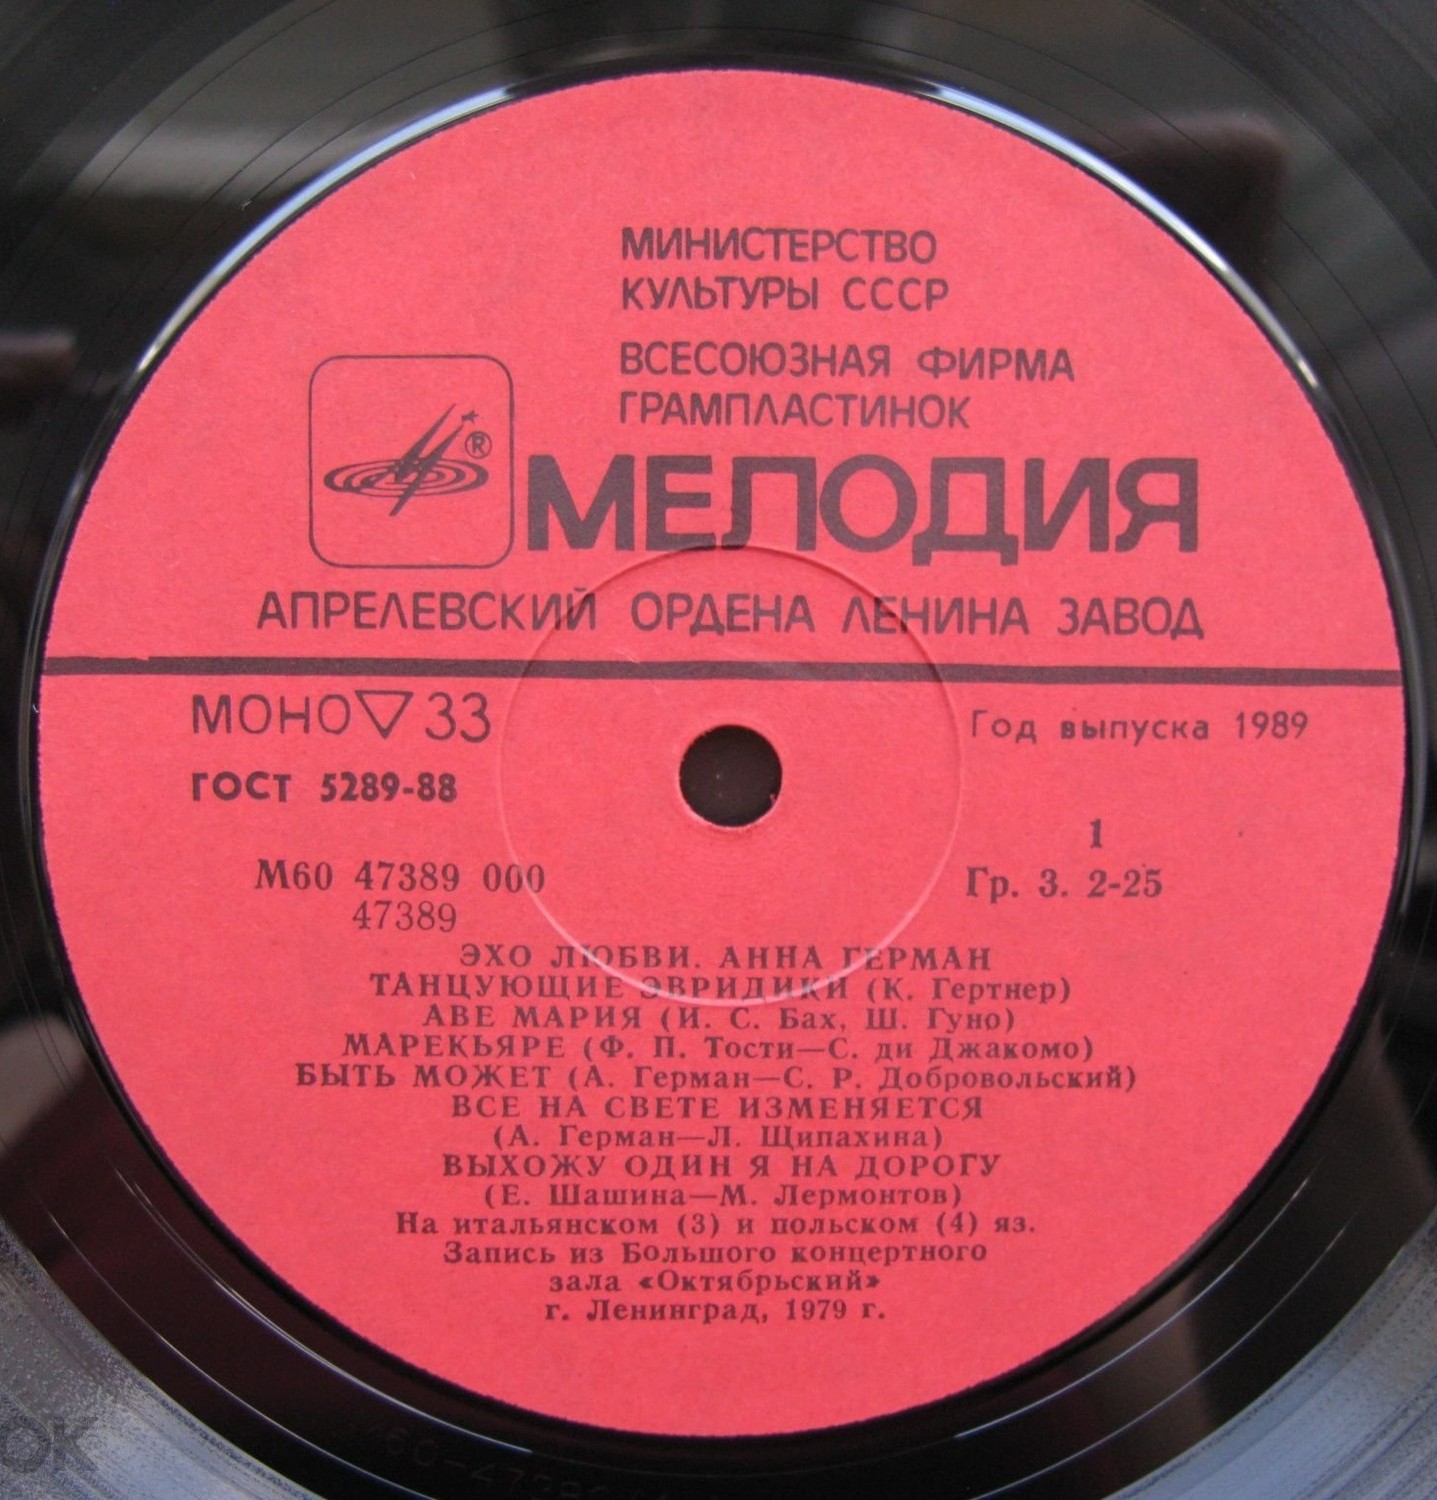 МИНИСТЕРСТВО
КУЛЬТУРЫ СССР
ВСЕСОЮЗНАЯ ФИРМА
ГРАМПЛАСТИНОК
®
МЕЛОДИЯ
АПРЕЛЕВСКИЙ ОРДЕНА ЛЕНИНА ЗАВОД
МОНО ▽ 33
Год выпуска 1989
ГОСТ 5289-88
1
М60 47389 000
Гр. 3. 2-25
47389
ЭХО ЛЮБВИ. АННА ГЕРМАН
ТАНЦУЮЩИЕ ЭВРИДИКИ (К. Гертнер)
АВЕ МАРИЯ (И. С. Бах, Ш. Гуно)
МАРЕКЬЯРЕ (Ф. П. Тости—С. ди Джакомо)
БЫТЬ МОЖЕТ (А. Герман—С. Р. Добровольский)
ВСЕ НА СВЕТЕ ИЗМЕНЯЕТСЯ
(А. Герман—Л. Щипахина)
ВЫХОЖУ ОДИН Я НА ДОРОГУ
(Е. Шашина—М. Лермонтов)
На итальянском (3) и польском (4) яз.
Запись из Большого концертного
зала «Октябрьский»
г. Ленинград, 1979 г.